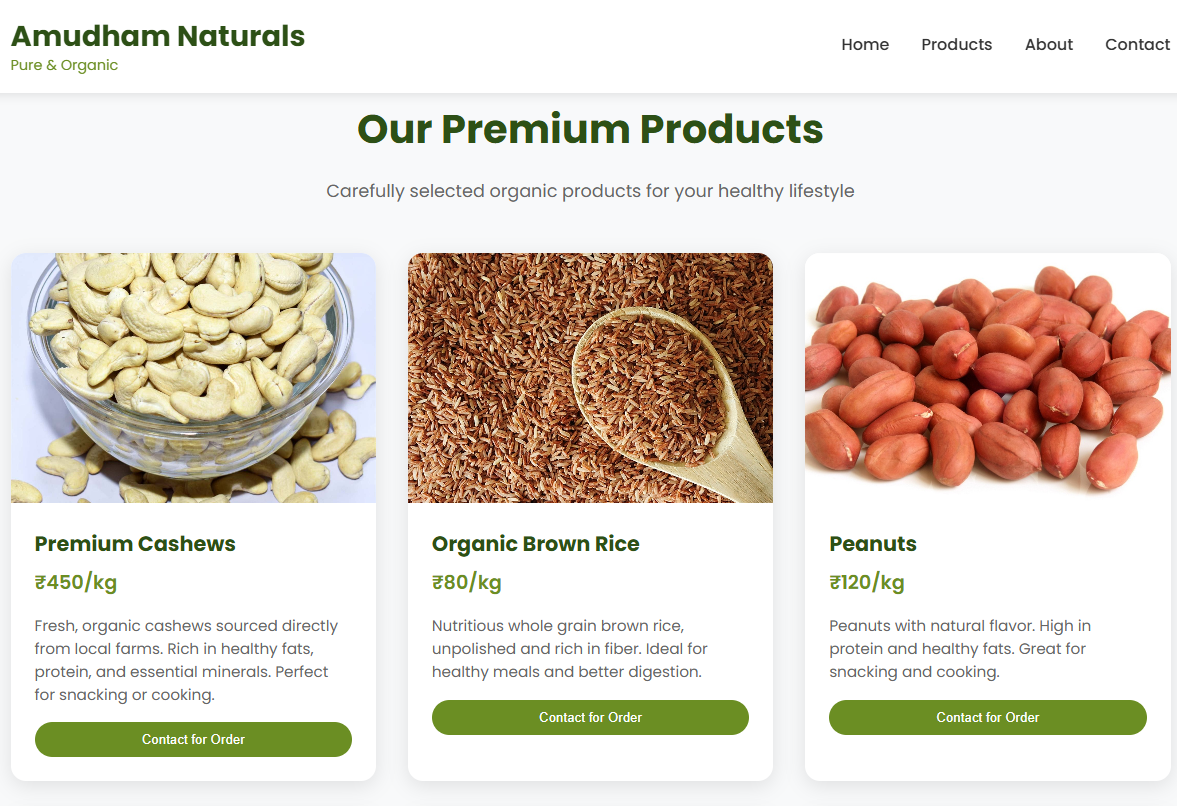 Amudham Naturals
Pure & Organic
Home Products About Contact
Our Premium Products
Carefully selected organic products for your healthy lifestyle
Premium Cashews
₹450/kg
Fresh, organic cashews sourced directly
from local farms. Rich in healthy fats,
protein, and essential minerals. Perfect
for snacking or cooking.
Contact for Order
Organic Brown Rice
₹80/kg
Nutritious whole grain brown rice,
unpolished and rich in fiber. Ideal for
healthy meals and better digestion.
Contact for Order
Peanuts
₹120/kg
Peanuts with natural flavor. High in
protein and healthy fats. Great for
snacking and cooking.
Contact for Order